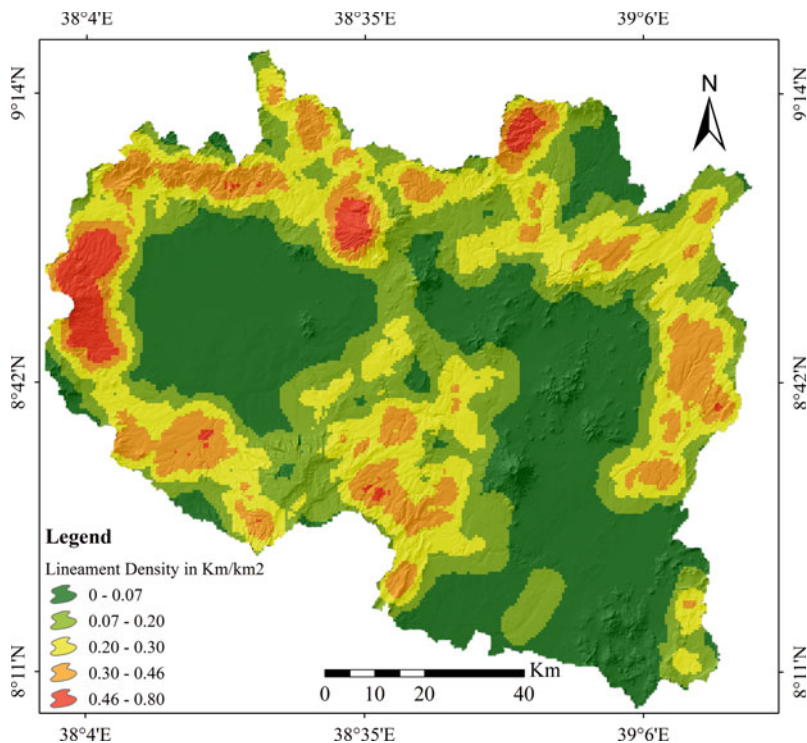 38°4'E 38°35'E 39°6'E
N
9°14'N 9°14'N
8°42'N 8°42'N
Legend
Lineament Density in Km/km2
0 - 0.07
0.07 - 0.20
0.20 - 0.30
0.30 - 0.46
0.46 - 0.80
Km
0 10 20 40
8°11'N 8°11'N
38°4'E 38°35'E 39°6'E